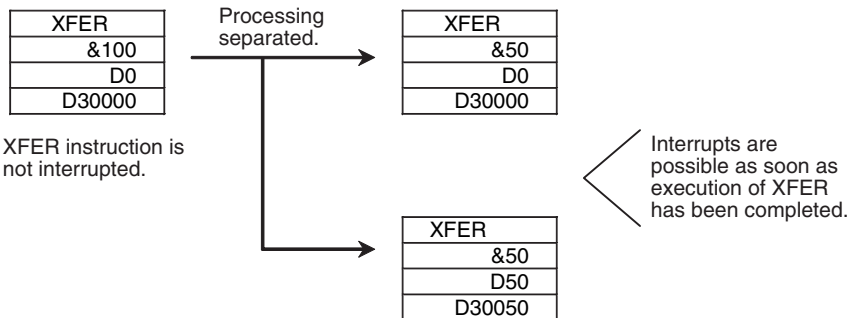 XFER
&100
D0
D30000
XFER instruction is
not interrupted.
Processing
separated.
XFER
&50
D0
D30000
XFER
&50
D50
D30050
Interrupts are
possible as soon as
execution of XFER
has been completed.